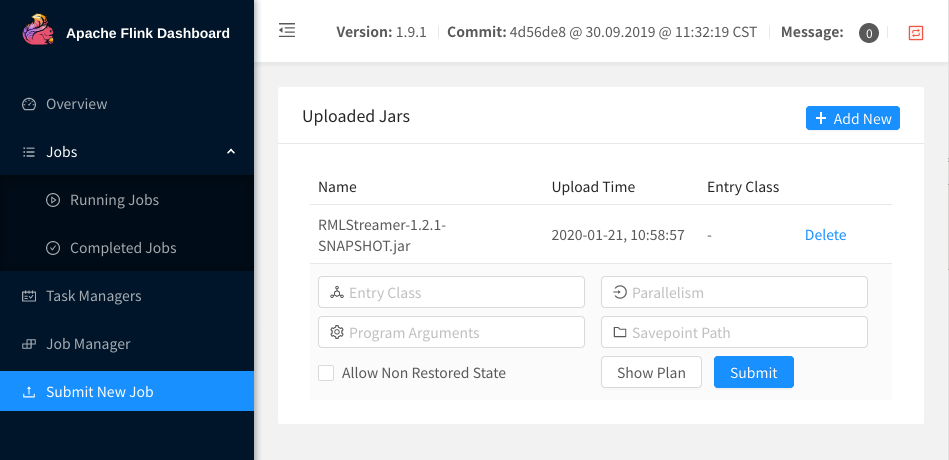 Apache Flink Dashboard
Version: 1.9.1 Commit: 4d56de8 @ 30.09.2019 @ 11:32:19 CST Message: 0
Overview
Jobs
Running Jobs
Completed Jobs
Task Managers
Job Manager
Submit New Job
Uploaded Jars
Add New
Name Upload Time Entry Class
RMLStreamer-1.2.1-
SNAPSHOT.jar
2020-01-21, 10:58:57 - Delete
Entry Class Parallelism
Program Arguments Savepoint Path
Allow Non Restored State Show Plan Submit